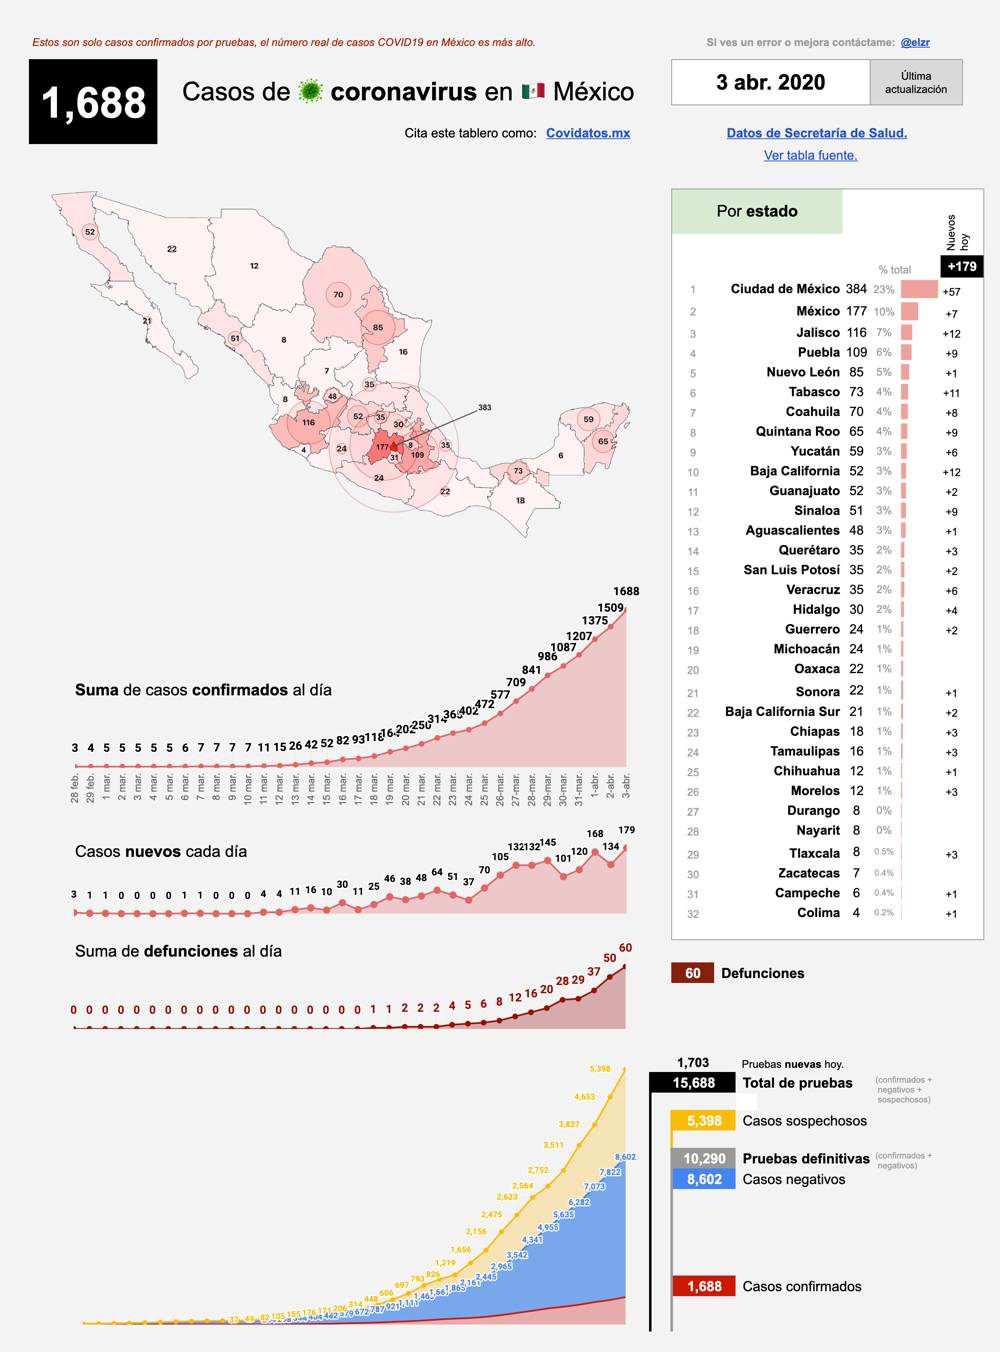 Estos son solo casos confirmados por pruebas, el número real de casos COVID19 en México es más alto.
Si ves un error o mejora contáctame: @elzr
1,688
Casos de coronavirus en México
3 abr. 2020
Última actualización
Cita este tablero como: Covidatos.mx
Datos de Secretaría de Salud.
Ver tabla fuente.
52
22
12
70
21
51
8
85
16
7
35
8
48
116
52
35
30
383
4
24
177
8
109
35
31
24
22
59
65
6
73
18
Por estado
Nuevos hoy
% total
+179
1 Ciudad de México 384 23% +57
2 México 177 10% +7
3 Jalisco 116 7% +12
4 Puebla 109 6% +9
5 Nuevo León 85 5% +1
6 Tabasco 73 4% +11
7 Coahuila 70 4% +8
8 Quintana Roo 65 4% +9
9 Yucatán 59 3% +6
10 Baja California 52 3% +12
11 Guanajuato 52 3% +2
12 Sinaloa 51 3% +9
13 Aguascalientes 48 3% +1
14 Querétaro 35 2% +3
15 San Luis Potosí 35 2% +2
16 Veracruz 35 2% +6
17 Hidalgo 30 2% +4
18 Guerrero 24 1% +2
19 Michoacán 24 1%
20 Oaxaca 22 1%
21 Sonora 22 1% +1
22 Baja California Sur 21 1% +2
23 Chiapas 18 1% +3
24 Tamaulipas 16 1% +3
25 Chihuahua 12 1% +1
26 Morelos 12 1% +3
27 Durango 8 0%
28 Nayarit 8 0%
29 Tlaxcala 8 0.5% +3
30 Zacatecas 7 0.4%
31 Campeche 6 0.4% +1
32 Colima 4 0.2% +1
Suma de casos confirmados al día
3 4 5 5 5 5 5 6 7 7 7 7 11 15 26 42 52 82 93 118 164 202 250 314 365 402 472 577 709 841 986 1087 1207 1375 1509 1688
28 feb. 29 feb. 1 mar. 2 mar. 3 mar. 4 mar. 5 mar. 6 mar. 7 mar. 8 mar. 9 mar. 10 mar. 11 mar. 12 mar. 13 mar. 14 mar. 15 mar. 16 mar. 17 mar. 18 mar. 19 mar. 20 mar. 21 mar. 22 mar. 23 mar. 24 mar. 25 mar. 26 mar. 27-mar. 28-mar. 29-mar. 30-mar. 31-mar. 1-abr. 2-abr. 3-abr.
Casos nuevos cada día
3 1 1 0 0 0 0 1 1 0 0 0 4 4 11 16 10 30 11 25 46 38 48 64 51 37 70 105 132 132 145 101 120 168 134 179
Suma de defunciones al día
0 0 0 0 0 0 0 0 0 0 0 0 0 0 0 0 0 0 0 1 1 2 2 2 4 5 6 8 12 16 20 28 29 37 50 60
60 Defunciones
37 49 82 105 155 176 171 206 314 448 606 697 793 826 1,219 1,656 2,156 2,475 2,623 2,564 2,752 3,511 3,827 4,653 5,398
672 787 921 1,111 2,161 2,445 2,965 3,542 4,341 4,955 5,635 6,282 7,073 7,822 8,602
1,703 Pruebas nuevas hoy.
15,688 Total de pruebas (confirmados + negativos + sospechosos)
5,398 Casos sospechosos
10,290 Pruebas definitivas (confirmados + negativos)
8,602 Casos negativos
1,688 Casos confirmados